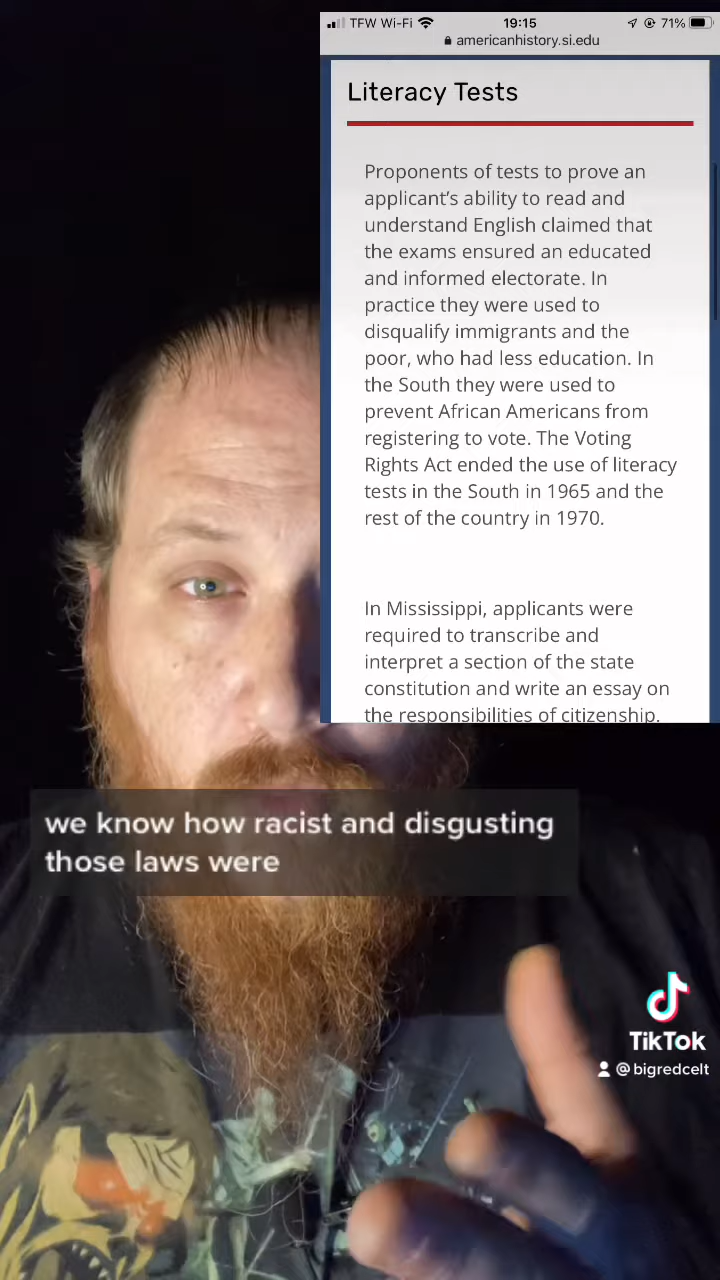 TFW Wi-Fi 19:15 71%
americanhistory.si.edu
Literacy Tests
Proponents of tests to prove an
applicant's ability to read and
understand English claimed that
the exams ensured an educated
and informed electorate. In
practice they were used to
disqualify immigrants and the
poor, who had less education. In
the South they were used to
prevent African Americans from
registering to vote. The Voting
Rights Act ended the use of literacy
tests in the South in 1965 and the
rest of the country in 1970.
In Mississippi, applicants were
required to transcribe and
interpret a section of the state
constitution and write an essay on
the responsibilities of citizenship.
we know how racist and disgusting
those laws were
TikTok
@bigredcelt